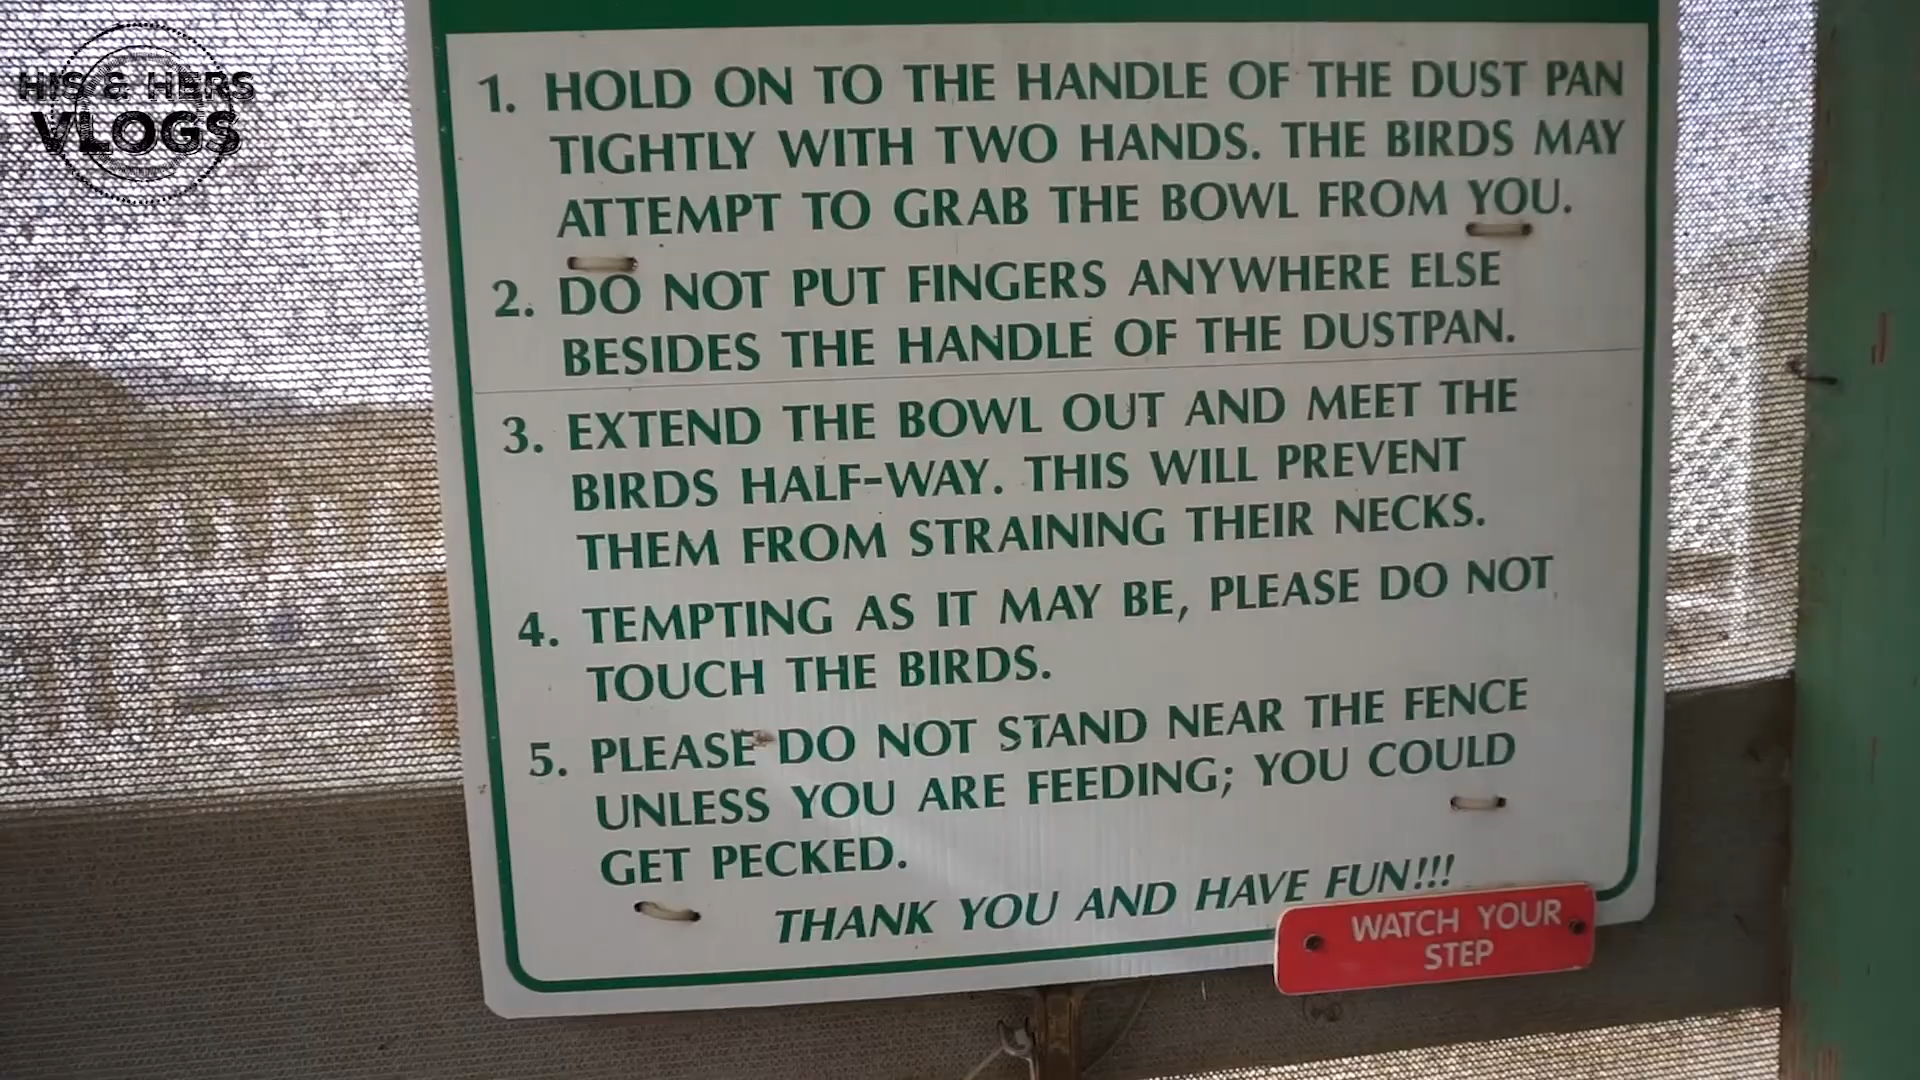 HIS & HERS
VLOGS
1. HOLD ON TO THE HANDLE OF THE DUST PAN
TIGHTLY WITH TWO HANDS. THE BIRDS MAY
ATTEMPT TO GRAB THE BOWL FROM YOU.
2. DO NOT PUT FINGERS ANYWHERE ELSE
BESIDES THE HANDLE OF THE DUSTPAN.
3. EXTEND THE BOWL OUT AND MEET THE
BIRDS HALF-WAY. THIS WILL PREVENT
THEM FROM STRAINING THEIR NECKS.
4. TEMPTING AS IT MAY BE, PLEASE DO NOT
TOUCH THE BIRDS.
5. PLEASE DO NOT STAND NEAR THE FENCE
UNLESS YOU ARE FEEDING; YOU COULD
GET PECKED.
THANK YOU AND HAVE FUN!!!
WATCH YOUR
STEP